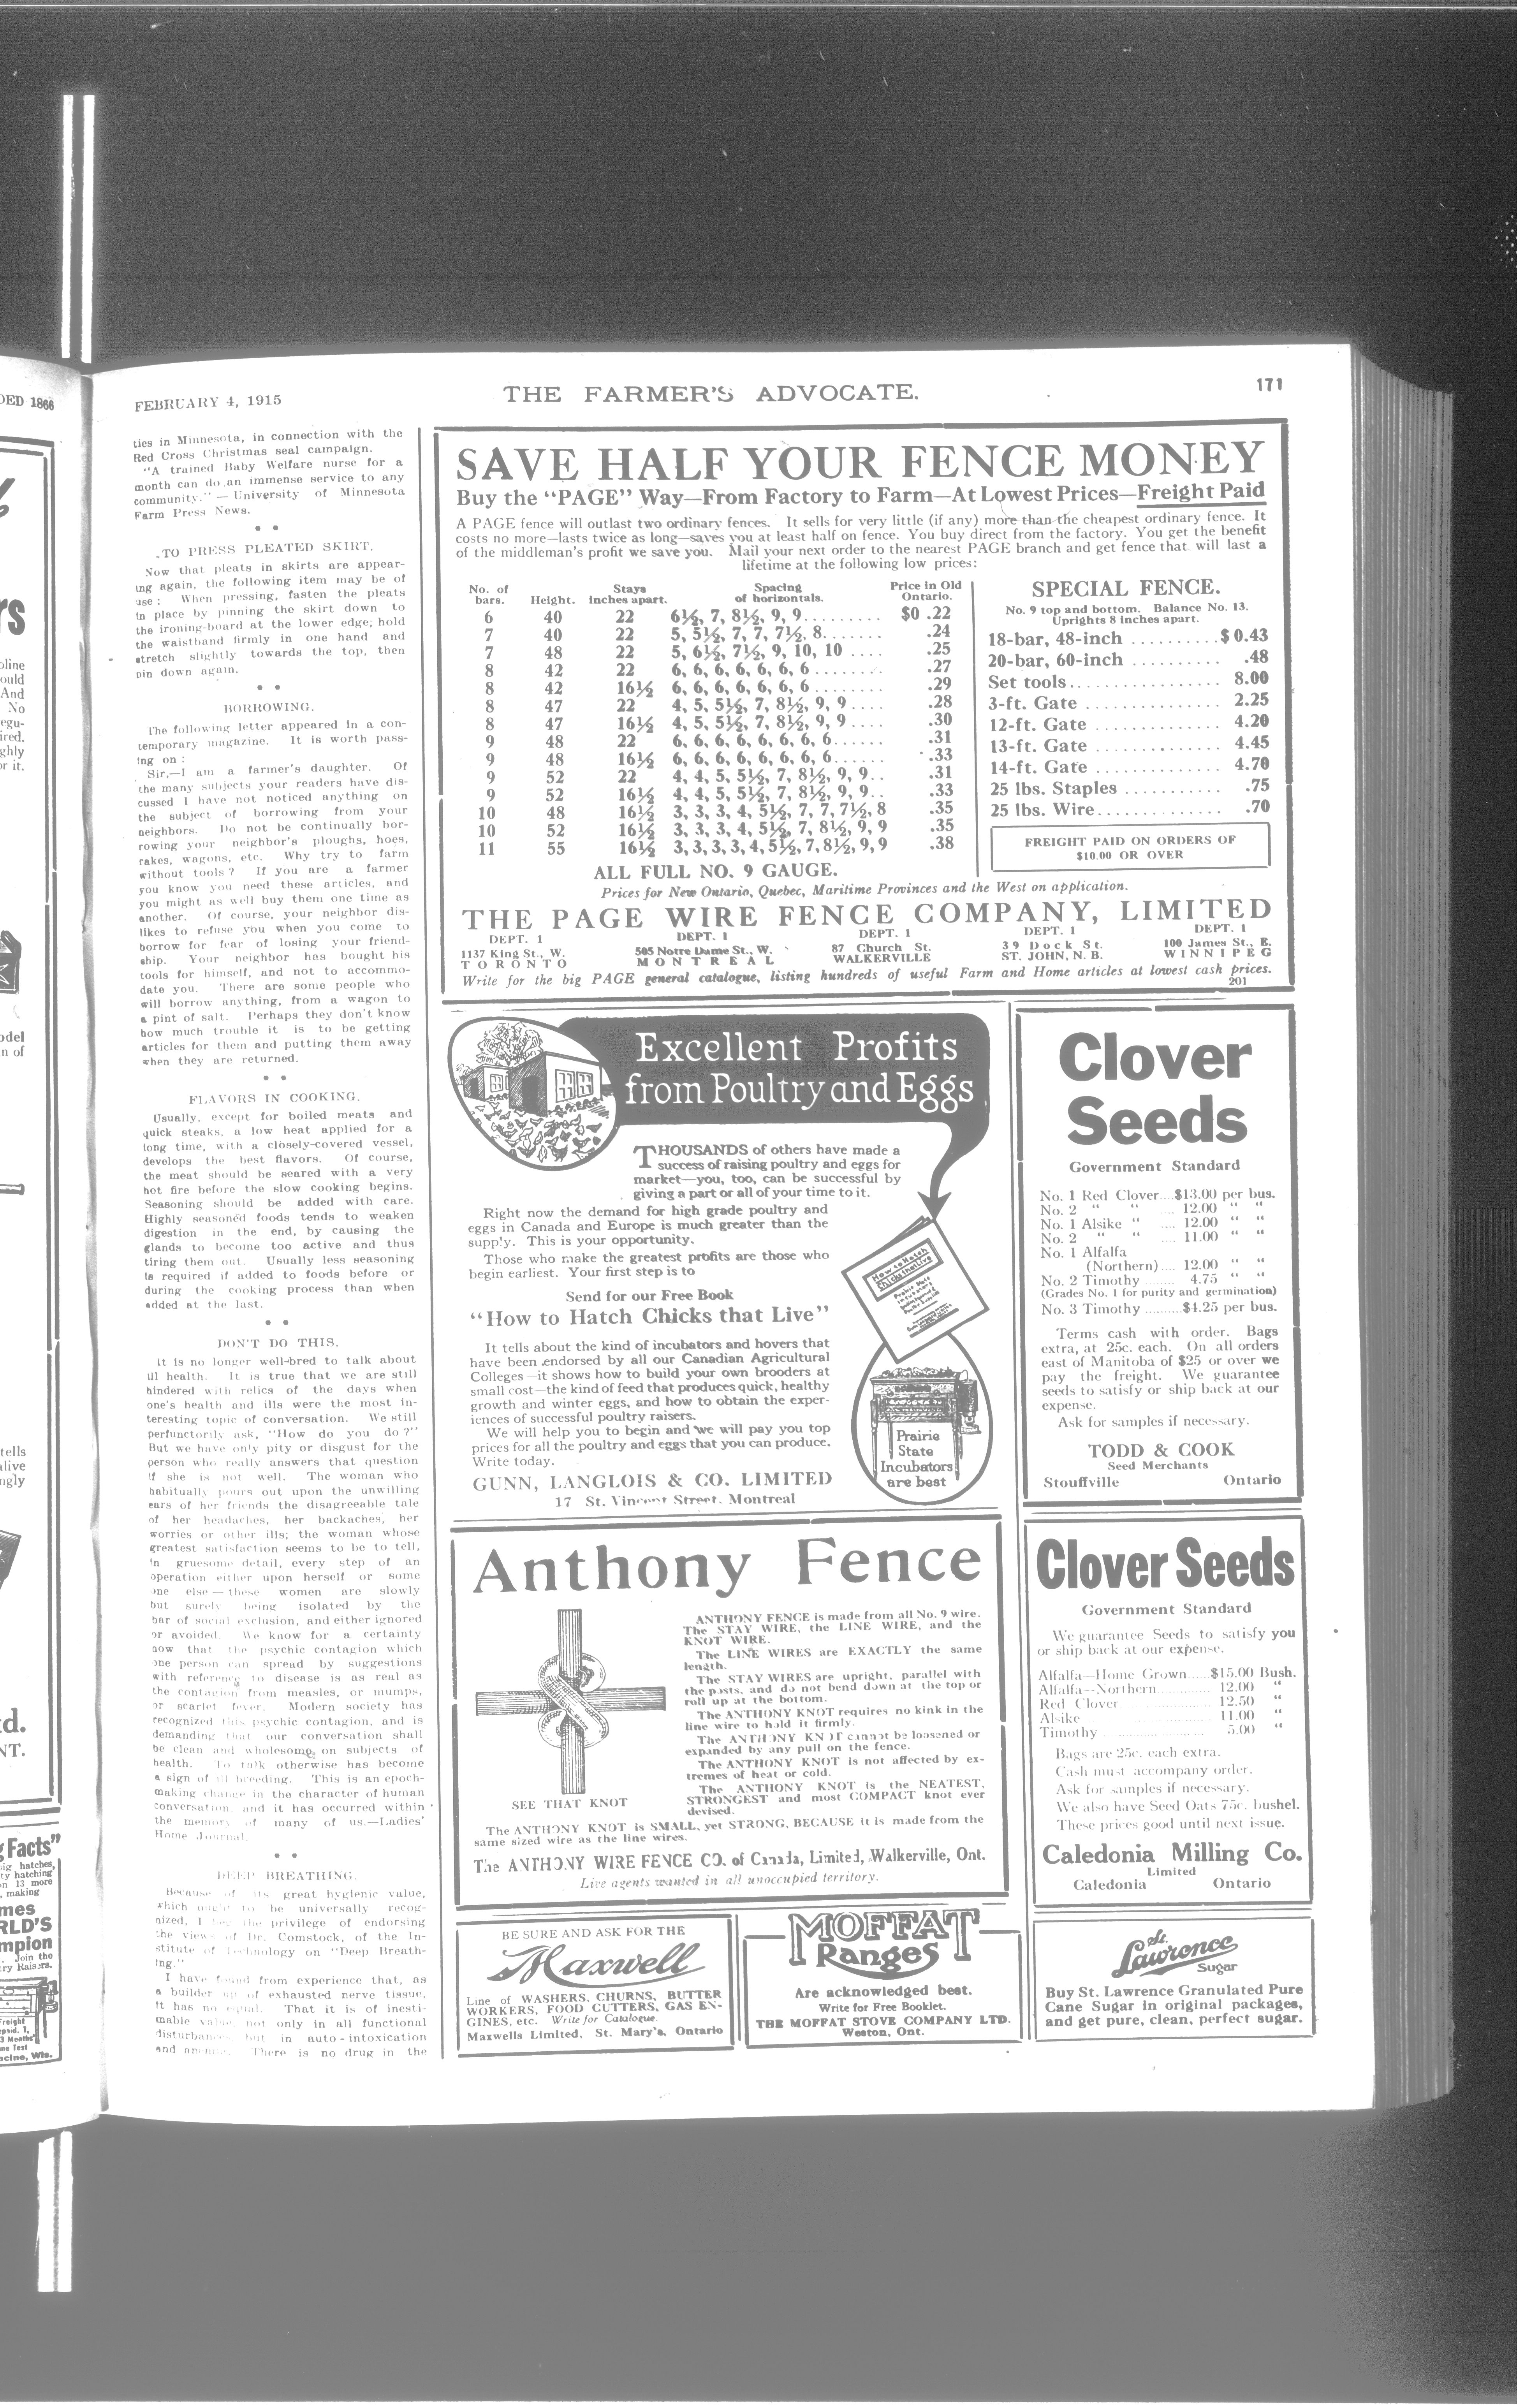 FEBRUARY 4, 1915
THE FARMER'S ADVOCATE.
171
ties in Minnesota, in connection with the
Red Cross Christmas seal campaign.
"A trained Baby Welfare nurse for a
month can do an immense service to any
community." — University of Minnesota
Farm Press News.
TO PRESS PLEATED SKIRT.
Now that pleats in skirts are appear-
ing again, the following item may be of
use : When pressing, fasten the pleats
in place by pinning the skirt down to
the ironing-board at the lower edge; hold
the waistband firmly in one hand and
stretch slightly towards the top, then
pin down again.
BORROWING.
The following letter appeared in a con-
temporary magazine. It is worth pass-
ing on :
Sir,—I am a farmer's daughter. Of
the many subjects your readers have dis-
cussed I have not noticed anything on
the subject of borrowing from your
neighbors. Do not be continually bor-
rowing your neighbor's ploughs, hoes,
rakes, wagons, etc. Why try to farm
without tools ? If you are a farmer
you know you need these articles, and
you might as well buy them one time as
another. Of course, your neighbor dis-
likes to refuse you when you come to
borrow for fear of losing your friend-
ship. Your neighbor has bought his
tools for himself, and not to accommo-
date you. There are some people who
will borrow anything, from a wagon to
a pint of salt. Perhaps they don't know
how much trouble it is to be getting
articles for them and putting them away
when they are returned.
FLAVORS IN COOKING.
Usually, except for boiled meats and
quick steaks, a low heat applied for a
long time, with a closely-covered vessel,
develops the best flavors. Of course,
the meat should be seared with a very
hot fire before the slow cooking begins.
Seasoning should be added with care.
Highly seasoned foods tends to weaken
digestion in the end, by causing the
glands to become too active and thus
tiring them out. Usually less seasoning
is required if added to foods before or
during the cooking process than when
added at the last.
DON'T DO THIS.
It is no longer well-bred to talk about
ill health. It is true that we are still
hindered with relics of the days when
one's health and ills were the most in-
teresting topic of conversation. We still
perfunctorily ask, "How do you do ?"
But we have only pity or disgust for the
person who really answers that question
if she is not well. The woman who
habitually pours out upon the unwilling
ears of her friends the disagreeable tale
of her headaches, her backaches, her
worries or other ills; the woman whose
greatest satisfaction seems to be to tell,
in gruesome detail, every step of an
operation either upon herself or some
one else — these women are slowly
but surely being isolated by the
bar of social exclusion, and either ignored
or avoided. We know for a certainty
now that the psychic contagion which
one person can spread by suggestions
with reference to disease is as real as
the contagion from measles, or mumps,
or scarlet fever. Modern society has
recognized this psychic contagion, and is
demanding that our conversation shall
be clean and wholesome on subjects of
health. To talk otherwise has become
a sign of ill breeding. This is an epoch-
making change in the character of human
conversation, and it has occurred within
the memory of many of us.—Ladies'
Home Journal.
DEEP BREATHING.
Because of its great hygienic value,
which ought to be universally recog-
nized, I beg the privilege of endorsing
the views of Dr. Comstock, of the In-
stitute of Technology on "Deep Breath-
ing."
I have found from experience that, as
a builder up of exhausted nerve tissue,
it has no equal. That it is of inesti-
mable value, not only in all functional
disturbances, but in auto-intoxication
and anemia. There is no drug in the
SAVE HALF YOUR FENCE MONEY
Buy the "PAGE" Way—From Factory to Farm—At Lowest Prices—Freight Paid
A PAGE fence will outlast two ordinary fences. It sells for very little (if any) more than the cheapest ordinary fence. It
costs no more—lasts twice as long—saves you at least half on fence. You buy direct from the factory. You get the benefit
of the middleman's profit we save you. Mail your next order to the nearest PAGE branch and get fence that will last a
lifetime at the following low prices:
No. of bars. Height. Stays inches apart. Spacing of horizontals. Price in Old Ontario.
6 40 22 6½, 7, 8½, 9, 9......... $0 .22
7 40 22 5, 5½, 7, 7, 7½, 8....... .24
7 48 22 5, 6½, 7½, 9, 10, 10 .... .25
8 42 22 6, 6, 6, 6, 6, 6, 6 ........ .27
8 42 16½ 6, 6, 6, 6, 6, 6, 6 ........ .29
8 47 22 4, 5, 5½, 7, 8½, 9, 9 .... .28
8 47 16½ 4, 5, 5½, 7, 8½, 9, 9 .... .30
9 48 22 6, 6, 6, 6, 6, 6, 6, 6...... .31
9 48 16½ 6, 6, 6, 6, 6, 6, 6, 6...... .33
9 52 22 4, 4, 5, 5½, 7, 8½, 9, 9.. .31
9 52 16½ 4, 4, 5, 5½, 7, 8½, 9, 9.. .33
10 48 16½ 3, 3, 3, 4, 5½, 7, 7, 7½, 8 .35
10 52 16½ 3, 3, 3, 4, 5½, 7, 8½, 9, 9 .35
11 55 16½ 3, 3, 3, 3, 4, 5½, 7, 8½, 9, 9 .38
ALL FULL NO. 9 GAUGE.
SPECIAL FENCE.
No. 9 top and bottom. Balance No. 13.
Uprights 8 inches apart.
18-bar, 48-inch ..........$ 0.43
20-bar, 60-inch .......... .48
Set tools................ 8.00
3-ft. Gate ............... 2.25
12-ft. Gate .............. 4.20
13-ft. Gate .............. 4.45
14-ft. Gate .............. 4.70
25 lbs. Staples ........... .75
25 lbs. Wire.............. .70
FREIGHT PAID ON ORDERS OF
$10.00 OR OVER
Prices for New Ontario, Quebec, Maritime Provinces and the West on application.
THE PAGE WIRE FENCE COMPANY, LIMITED
DEPT. 1 DEPT. 1 DEPT. 1 DEPT. 1 DEPT. 1
1137 King St., W. 505 Notre Dame St., W. 87 Church St. 39 Dock St. 100 James St., E.
TORONTO MONTREAL WALKERVILLE ST. JOHN, N. B. WINNIPEG
Write for the big PAGE general catalogue, listing hundreds of useful Farm and Home articles at lowest cash prices.
201
Excellent Profits
from Poultry and Eggs
THOUSANDS of others have made a
success of raising poultry and eggs for
market—you, too, can be successful by
giving a part or all of your time to it.
Right now the demand for high grade poultry and
eggs in Canada and Europe is much greater than the
supply. This is your opportunity.
Those who make the greatest profits are those who
begin earliest. Your first step is to
Send for our Free Book
"How to Hatch Chicks that Live"
It tells about the kind of incubators and hovers that
have been endorsed by all our Canadian Agricultural
Colleges—it shows how to build your own brooders at
small cost—the kind of feed that produces quick, healthy
growth and winter eggs, and how to obtain the exper-
iences of successful poultry raisers.
We will help you to begin and we will pay you top
prices for all the poultry and eggs that you can produce.
Write today.
GUNN, LANGLOIS & CO. LIMITED
17 St. Vincent Street, Montreal
How to Hatch
Chicks that Live
Prairie
State
Incubators
are best
Clover
Seeds
Government Standard
No. 1 Red Clover....$13.00 per bus.
No. 2 " " .... 12.00 " "
No. 1 Alsike " .... 12.00 " "
No. 2 " " .... 11.00 " "
No. 1 Alfalfa
(Northern).... 12.00 " "
No. 2 Timothy ........ 4.75 " "
(Grades No. 1 for purity and germination)
No. 3 Timothy ..........$4.25 per bus.
Terms cash with order. Bags
extra, at 25c. each. On all orders
east of Manitoba of $25 or over we
pay the freight. We guarantee
seeds to satisfy or ship back at our
expense.
Ask for samples if necessary.
TODD & COOK
Seed Merchants
Stouffville Ontario
Anthony Fence
SEE THAT KNOT
ANTHONY FENCE is made from all No. 9 wire.
The STAY WIRE, the LINE WIRE, and the
KNOT WIRE.
The LINE WIRES are EXACTLY the same
length.
The STAY WIRES are upright, parallel with
the posts, and do not bend down at the top or
roll up at the bottom.
The ANTHONY KNOT requires no kink in the
line wire to hold it firmly.
The ANTHONY KNOT cannot be loosened or
expanded by any pull on the fence.
The ANTHONY KNOT is not affected by ex-
tremes of heat or cold.
The ANTHONY KNOT is the NEATEST,
STRONGEST and most COMPACT knot ever
devised.
The ANTHONY KNOT is SMALL, yet STRONG, BECAUSE it is made from the
same sized wire as the line wires.
The ANTHONY WIRE FENCE CO. of Canada, Limited, Walkerville, Ont.
Live agents wanted in all unoccupied territory.
Clover Seeds
Government Standard
We guarantee Seeds to satisfy you
or ship back at our expense.
Alfalfa—Home Grown......$15.00 Bush.
Alfalfa—Northern............. 12.00 "
Red Clover.................... 12.50 "
Alsike ........................ 11.00 "
Timothy ....................... 5.00 "
Bags are 25c. each extra.
Cash must accompany order.
Ask for samples if necessary.
We also have Seed Oats 75c. bushel.
These prices good until next issue.
Caledonia Milling Co.
Limited
Caledonia Ontario
BE SURE AND ASK FOR THE
Maxwell
Line of WASHERS, CHURNS, BUTTER
WORKERS, FOOD CUTTERS, GAS EN-
GINES, etc. Write for Catalogue.
Maxwells Limited, St. Mary's, Ontario
MOFFAT
Ranges
Are acknowledged best.
Write for Free Booklet.
THE MOFFAT STOVE COMPANY LTD.
Weston, Ont.
St.
Lawrence
Sugar
Buy St. Lawrence Granulated Pure
Cane Sugar in original packages,
and get pure, clean, perfect sugar.